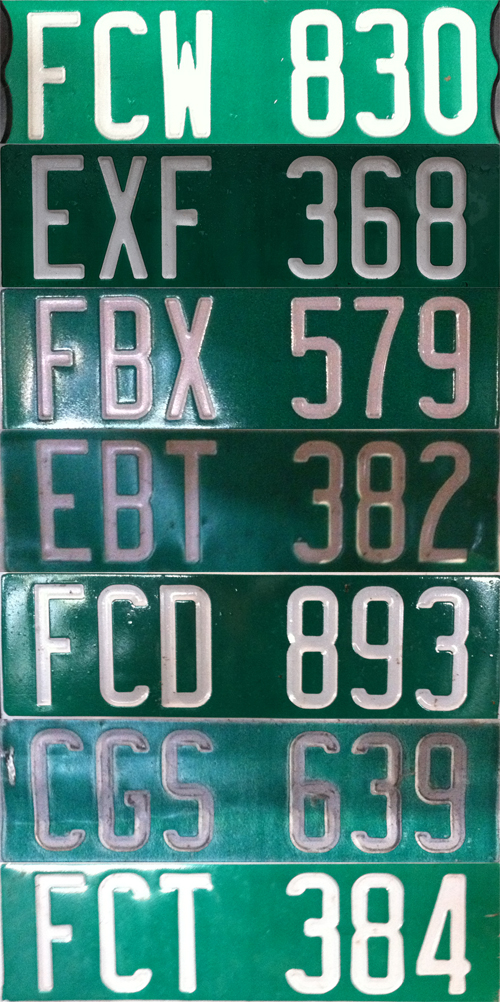 FCW 830
EXF 368
FBX 579
EBT 382
FCD 893
CGS 639
FCT 384